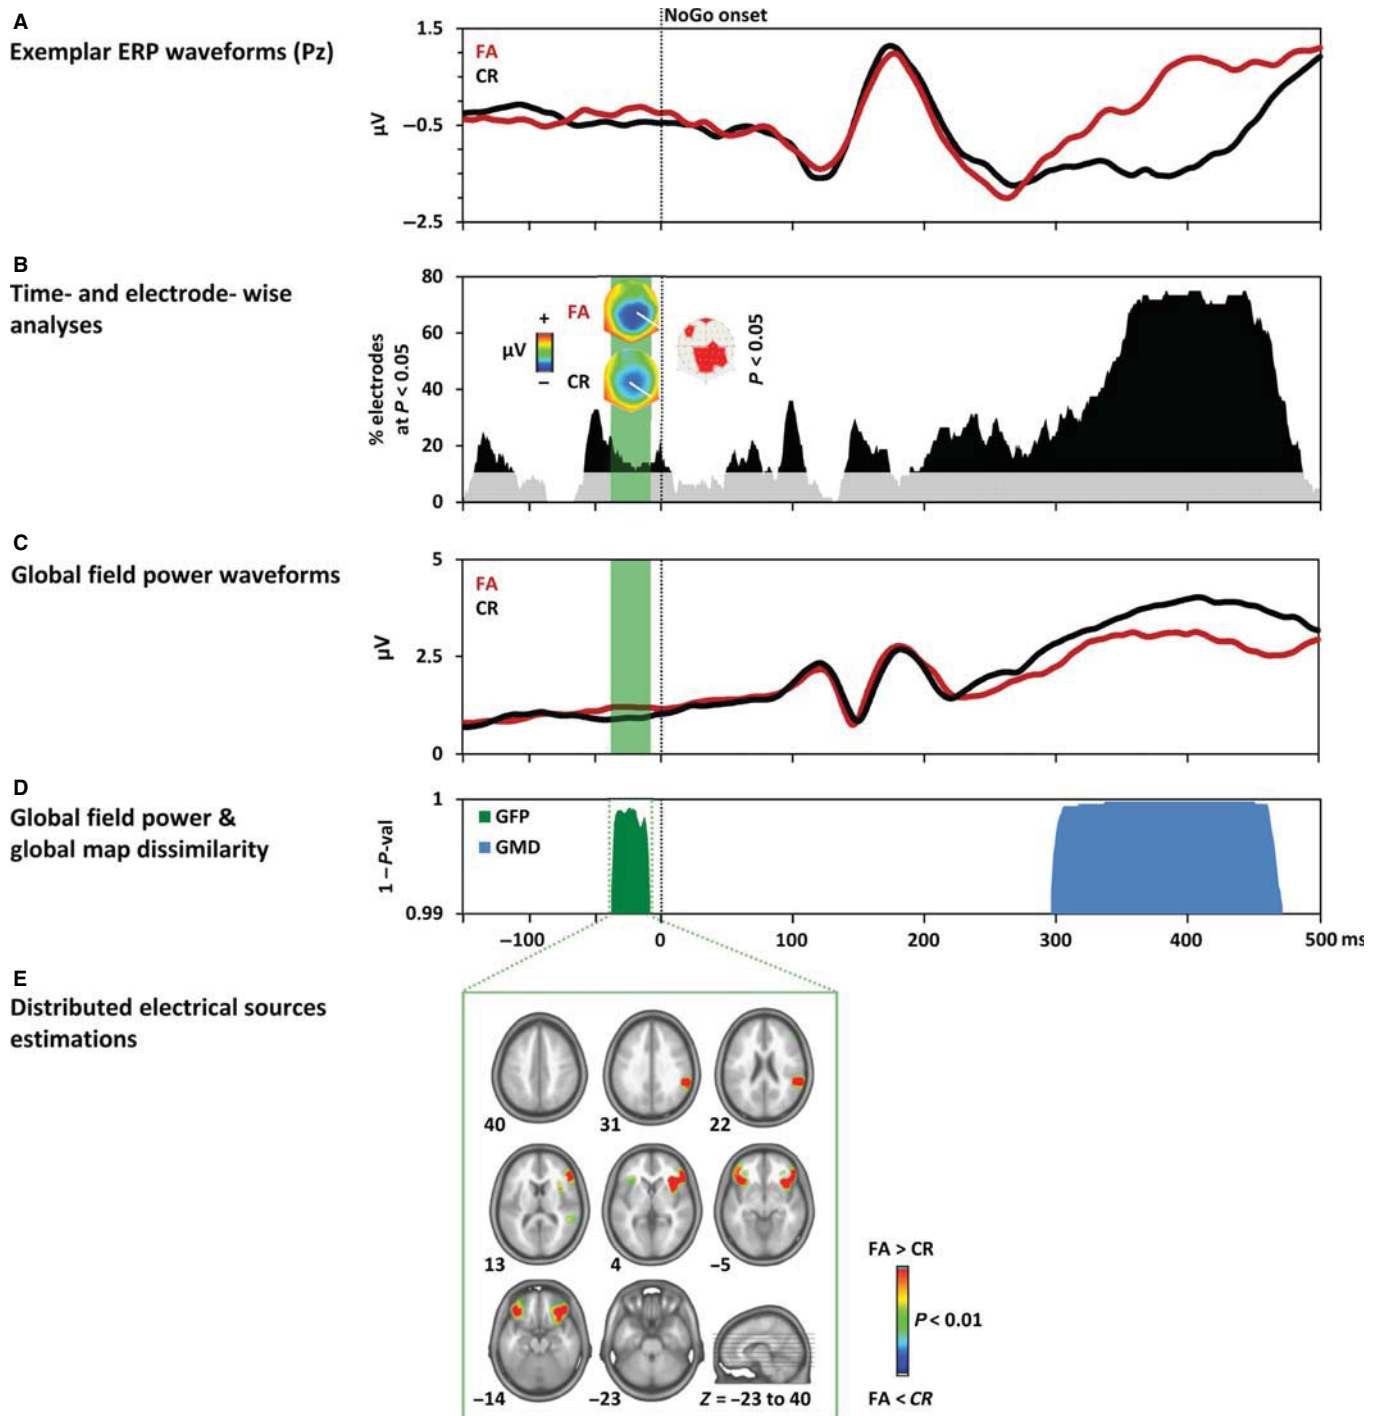 A
Exemplar ERP waveforms (Pz)
NoGo onset
1.5
FA
CR
µV
−0.5
−2.5
B
Time- and electrode- wise
analyses
80
60
40
20
0
% electrodes
at P < 0.05
+
µV
−
FA
CR
P < 0.05
C
Global field power waveforms
5
FA
CR
µV
2.5
0
D
Global field power &
global map dissimilarity
1
GFP
GMD
1 − P-val
0.99
−100 0 100 200 300 400 500 ms
E
Distributed electrical sources
estimations
40 31 22
13 4 −5
−14 −23 Z = −23 to 40
FA > CR
P < 0.01
FA < CR